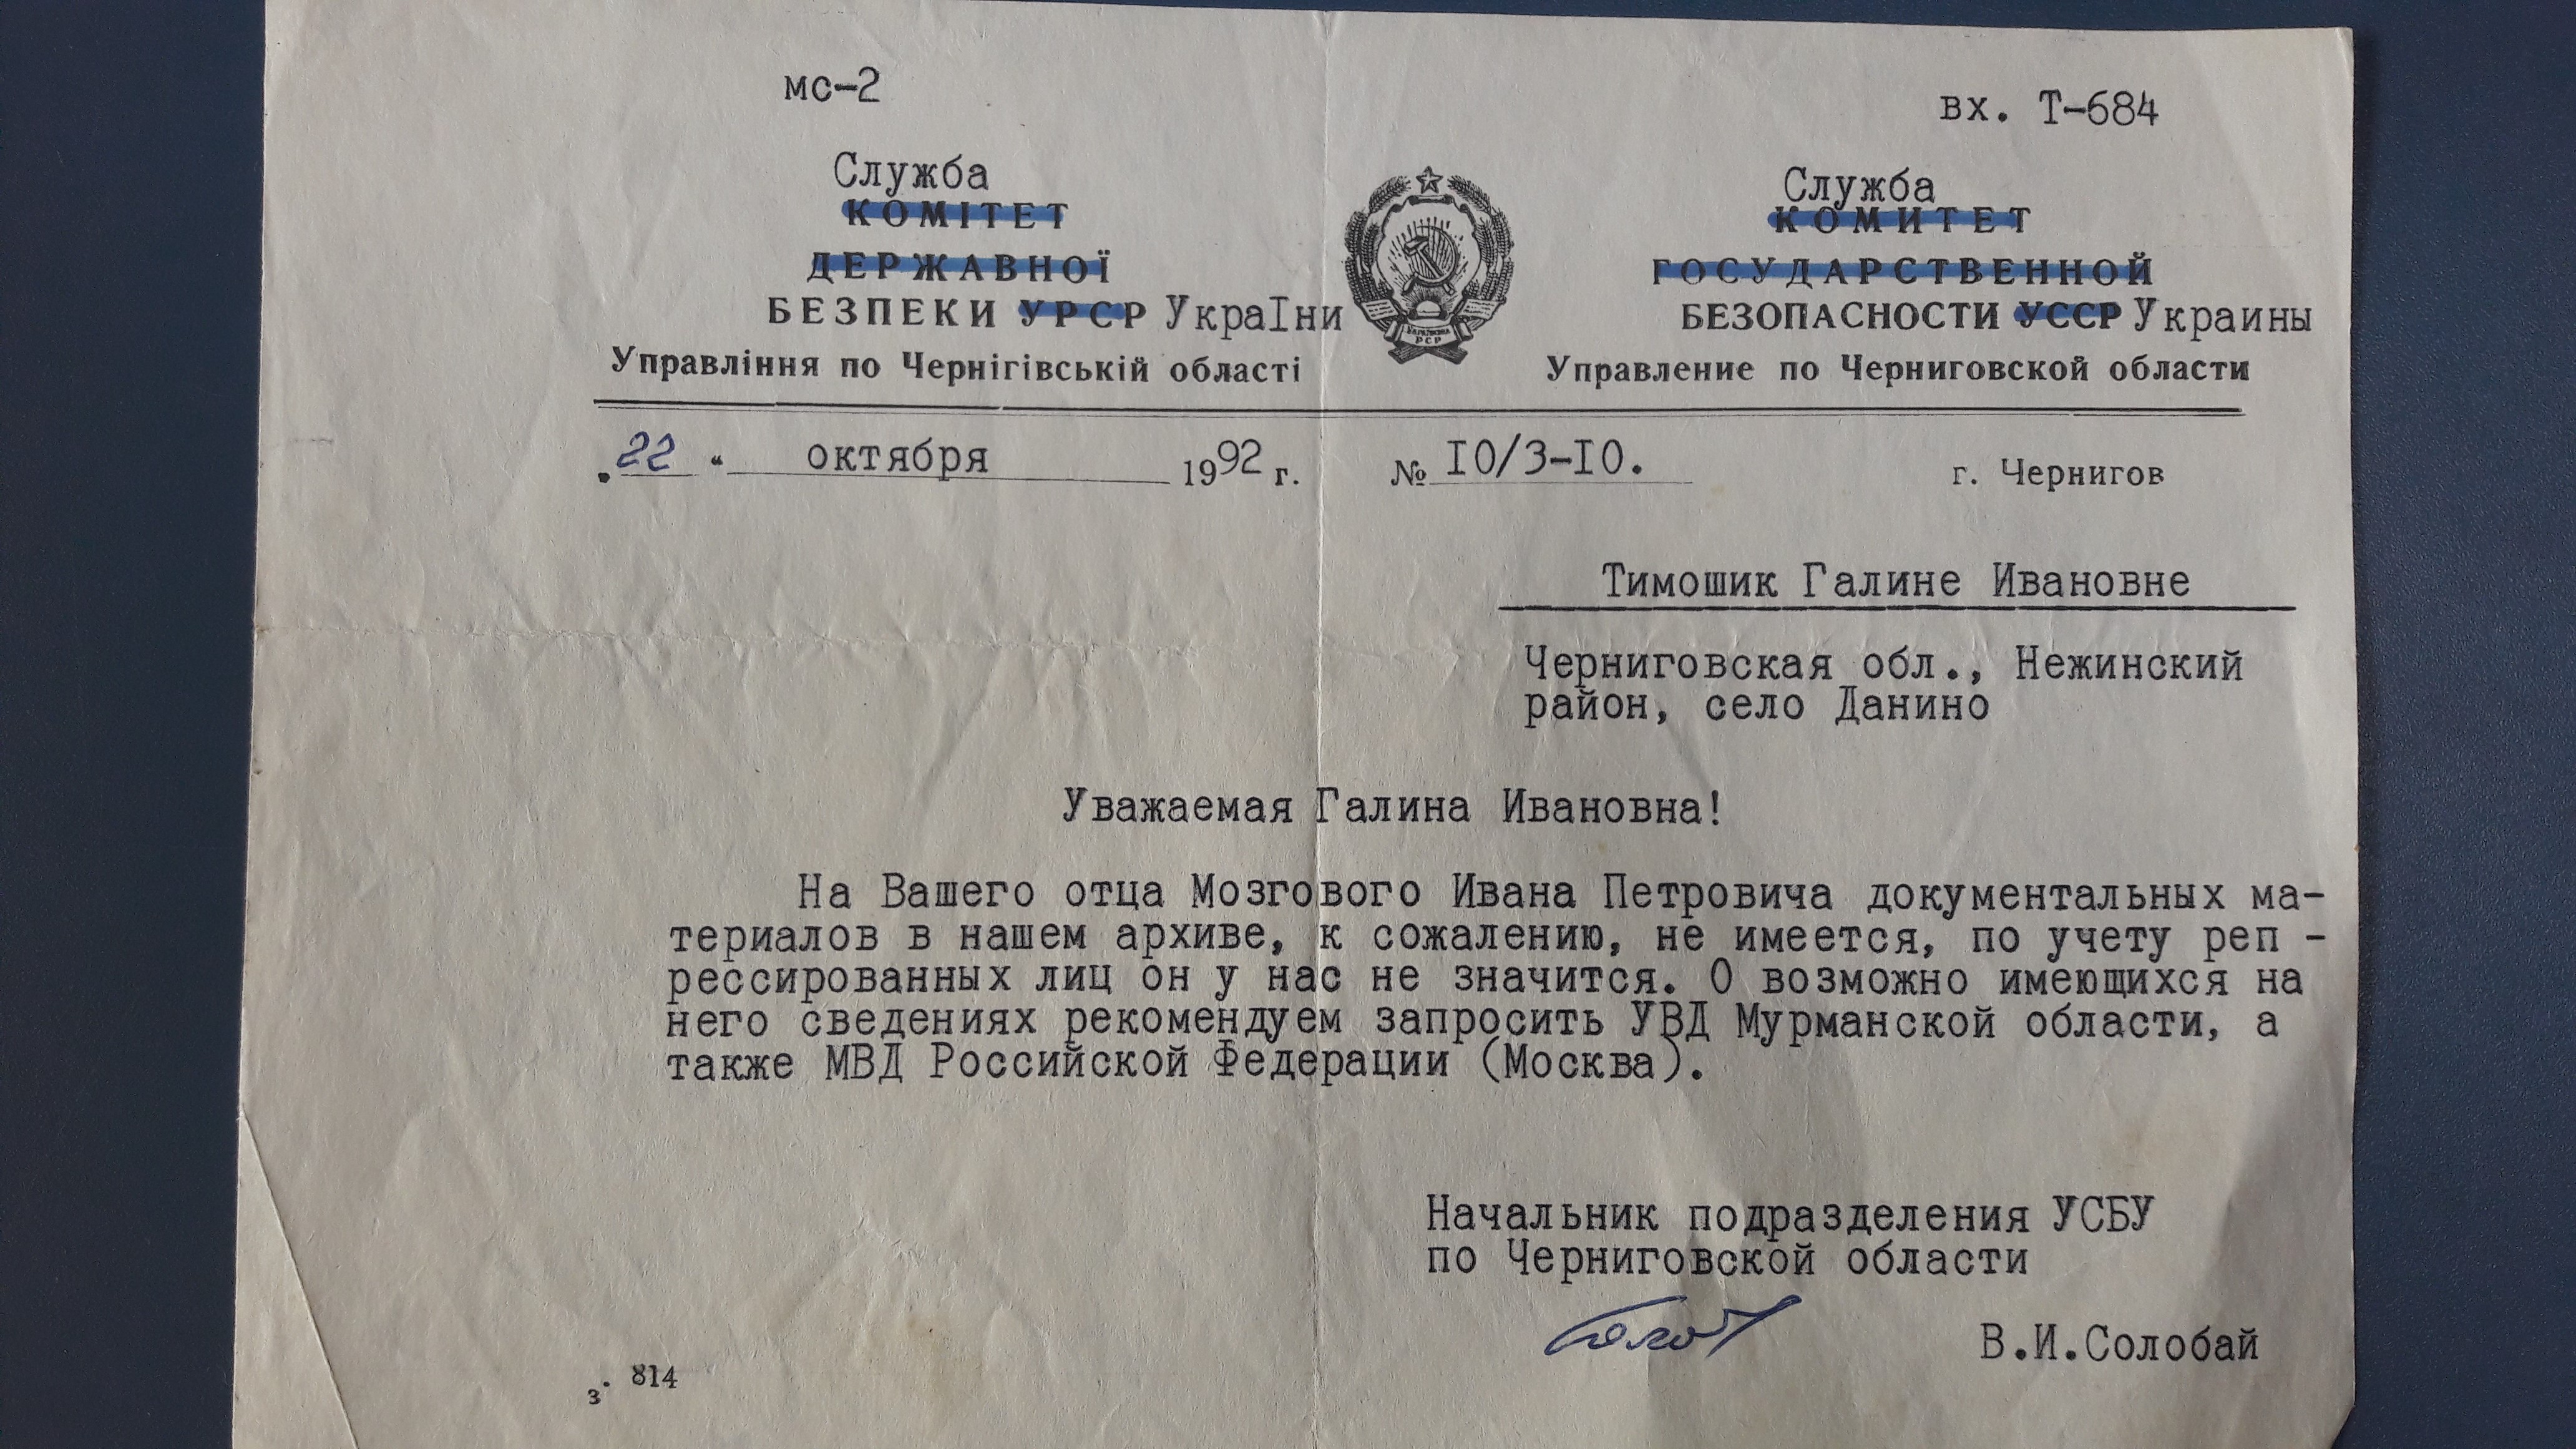 мс-2
вх. Т-684
Служба
КОМІТЕТ
ДЕРЖАВНОЇ
БЕЗПЕКИ УРСР УкраIни
Управління по Чернігівській області
УКРАЇНСЬКА
РСР
Служба
КОМИТЕТ
ГОСУДАРСТВЕННОЙ
БЕЗОПАСНОСТИ УССР Украины
Управление по Черниговской области
„22“ октября 1992 г. № IO/3-IO. г. Чернигов
Тимошик Галине Ивановне
Черниговская обл., Нежинский
район, село Данино
Уважаемая Галина Ивановна!
На Вашего отца Мозгового Ивана Петровича документальных ма-
териалов в нашем архиве, к сожалению, не имеется, по учету реп -
рессированных лиц он у нас не значится. О возможно имеющихся на
него сведениях рекомендуем запросить УВД Мурманской области, а
также МВД Российской Федерации (Москва).
Начальник подразделения УСБУ
по Черниговской области
В.И.Солобай
з. 814